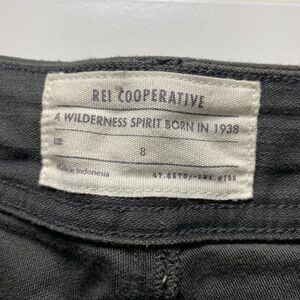 REI COOPERATIVE
A WILDERNESS SPIRIT BORN IN 1938
SIZE 8
Made in Indonesia